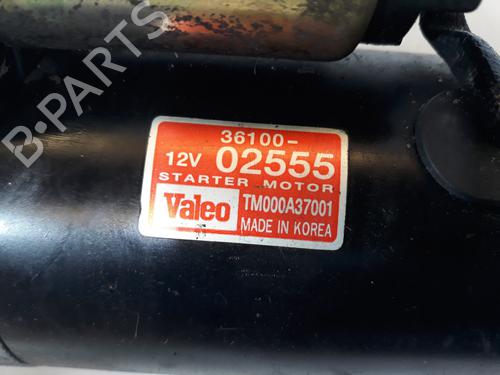 B-PARTS
36100-
12V 02555
STARTER MOTOR
Valeo TM000A37001
MADE IN KOREA